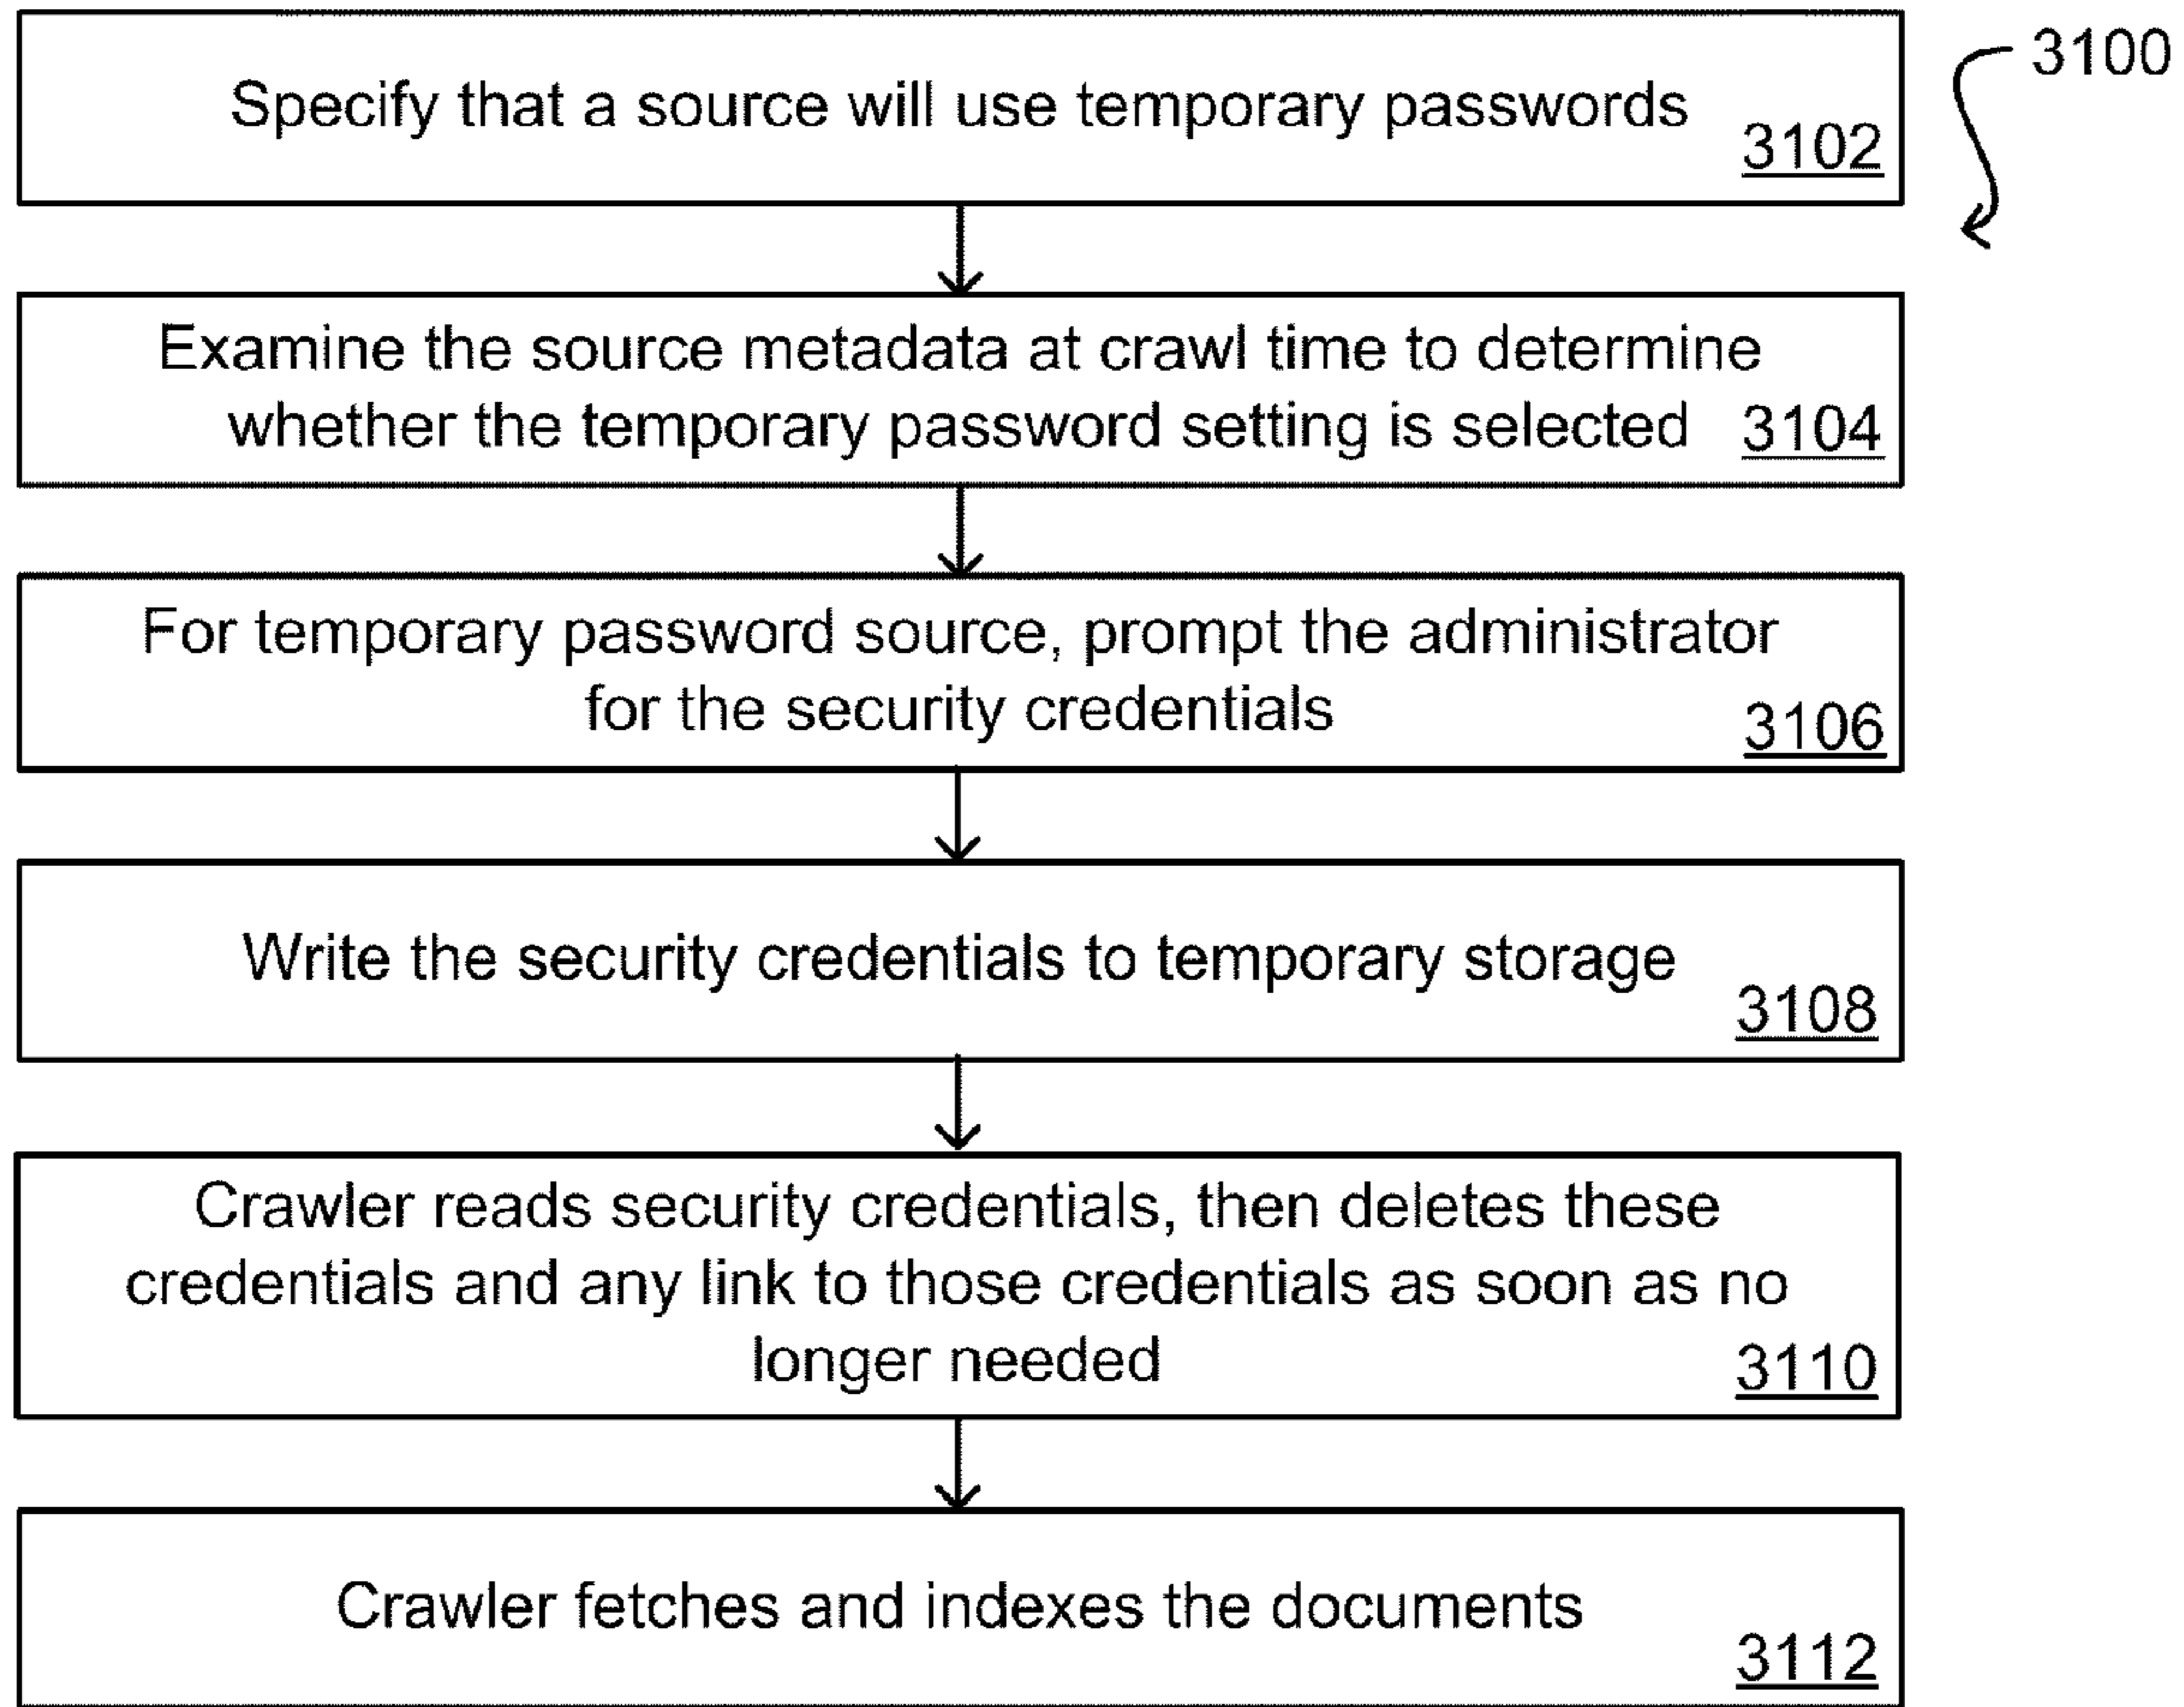 3100
Specify that a source will use temporary passwords
3102
Examine the source metadata at crawl time to determine
whether the temporary password setting is selected 3104
For temporary password source, prompt the administrator
for the security credentials
3106
Write the security credentials to temporary storage
3108
Crawler reads security credentials, then deletes these
credentials and any link to those credentials as soon as no
longer needed
3110
Crawler fetches and indexes the documents
3112